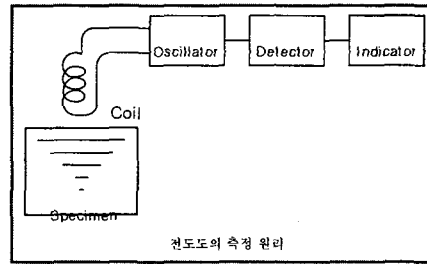 Oscillator
Detector
Indicator
Coil
Specimen
전도도의 측정 원리